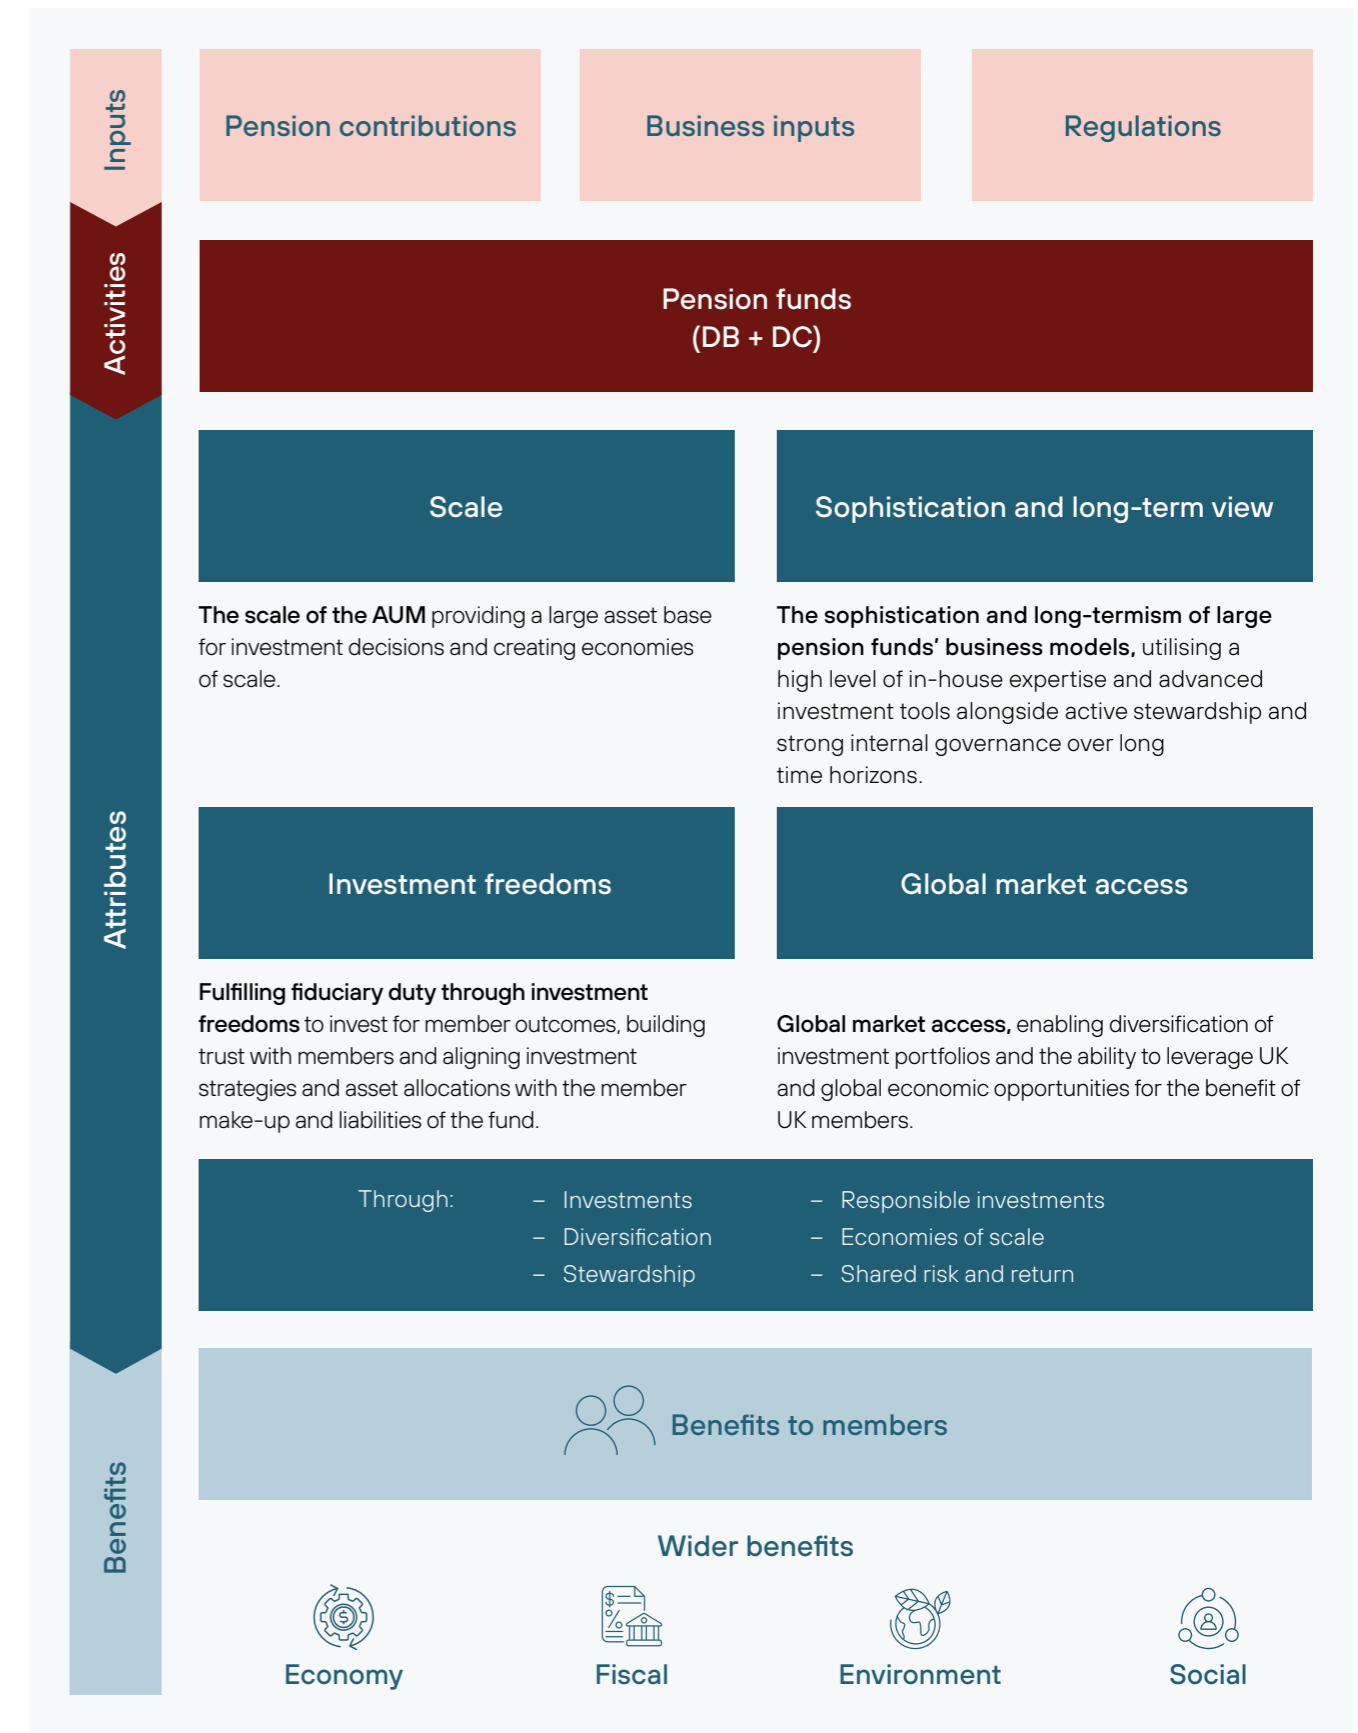 Inputs
Pension contributions
Business inputs
Regulations
Activities
Pension funds
(DB + DC)
Attributes
Scale
The scale of the AUM providing a large asset base
for investment decisions and creating economies
of scale.
Sophistication and long-term view
The sophistication and long-termism of large
pension funds’ business models, utilising a
high level of in-house expertise and advanced
investment tools alongside active stewardship and
strong internal governance over long
time horizons.
Investment freedoms
Fulfilling fiduciary duty through investment
freedoms to invest for member outcomes, building
trust with members and aligning investment
strategies and asset allocations with the member
make-up and liabilities of the fund.
Global market access
Global market access, enabling diversification of
investment portfolios and the ability to leverage UK
and global economic opportunities for the benefit of
UK members.
Through:
– Investments
– Diversification
– Stewardship
– Responsible investments
– Economies of scale
– Shared risk and return
Benefits
Benefits to members
Wider benefits
$
Economy
$
%
Fiscal
Environment
Social